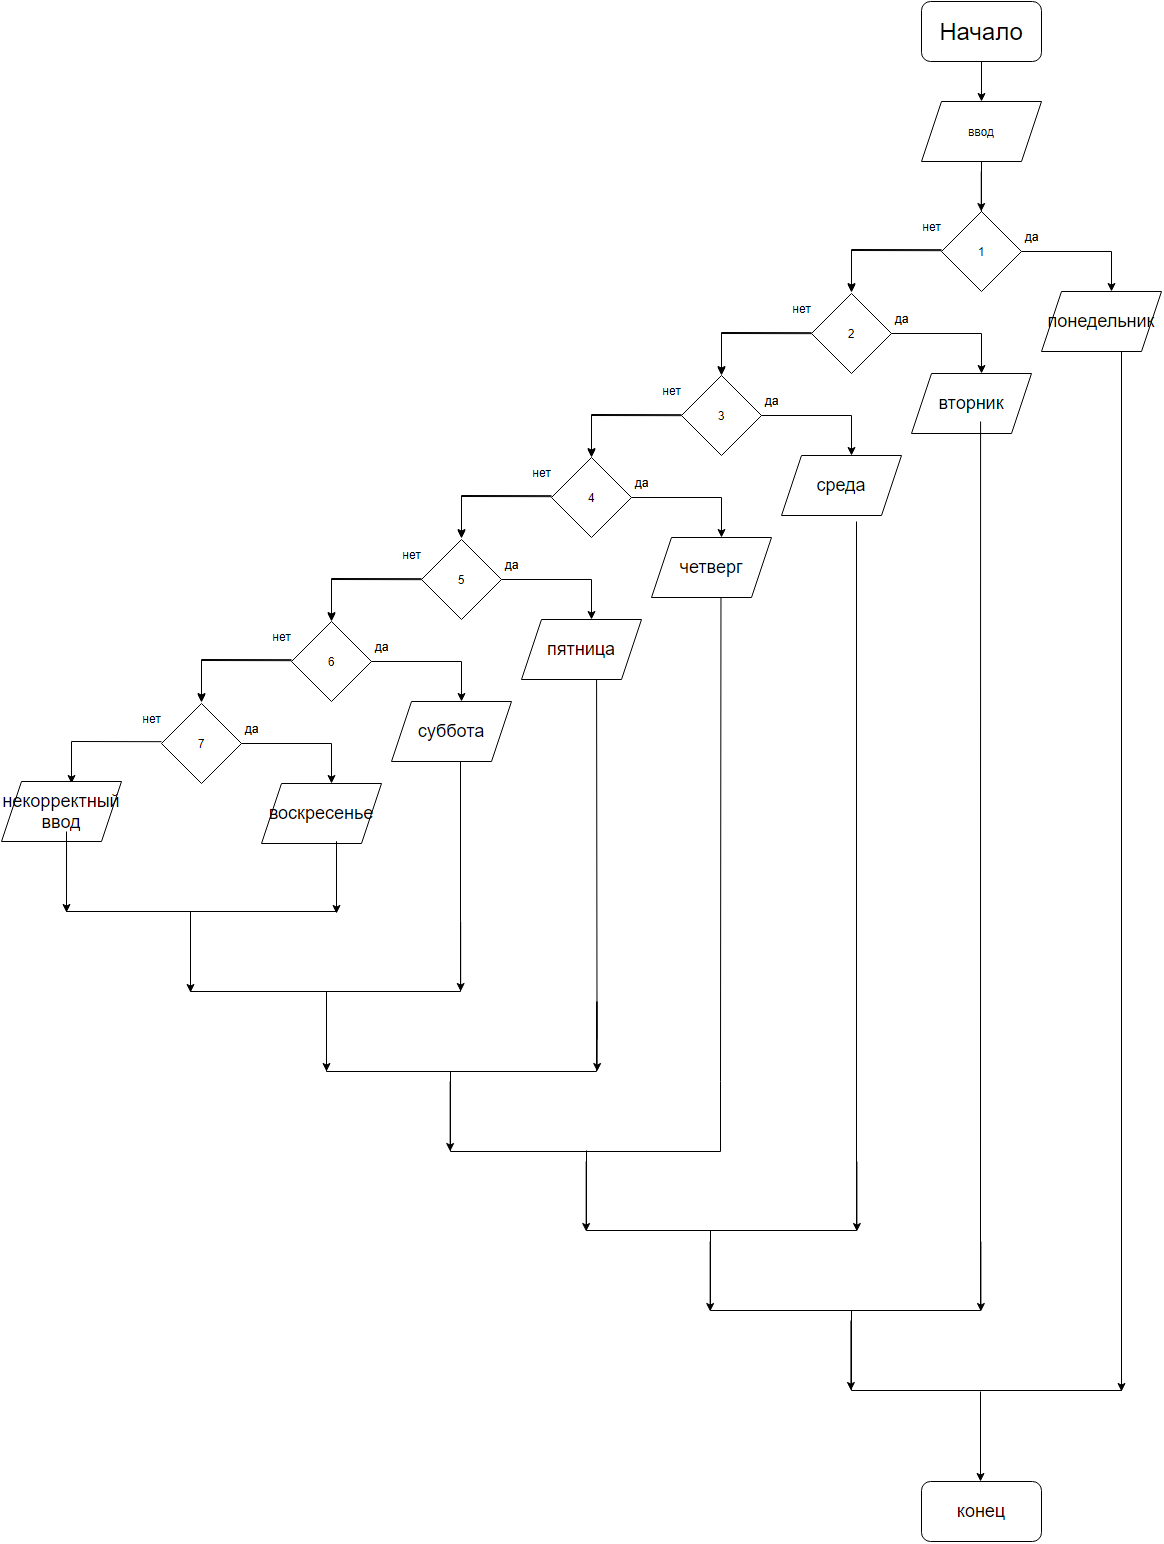 Начало
ввод
нет
да
1
понедельник
нет
да
2
вторник
нет
да
3
среда
нет
да
4
четверг
нет
да
5
пятница
нет
да
6
суббота
нет
да
7
некорректный
ввод
воскресенье
конец